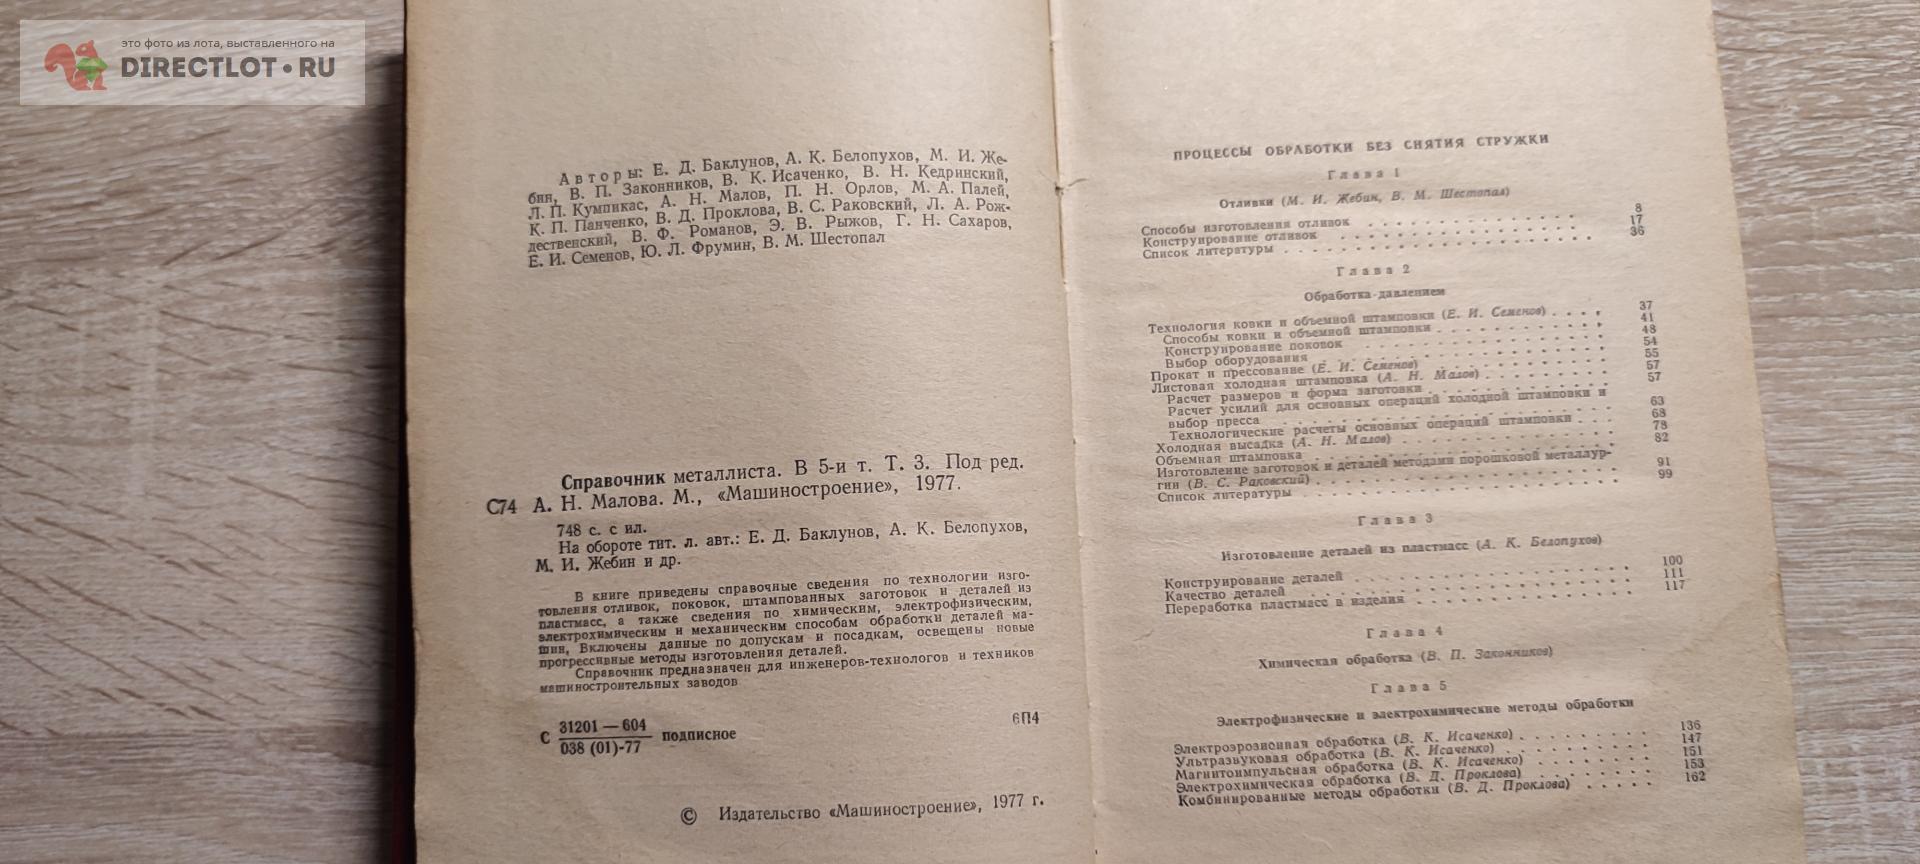 это фото из лота, выставленного на
DIRECTLOT•RU
Авторы: Е. Д. Баклунов, А. К. Белопухов, М. И. Же-
бин, В. П. Законников, В. К. Исаченко, В. Н. Кедринский,
Л. П. Кумпикас, А. Н. Малов, П. Н. Орлов, М. А. Палей,
К. П. Панченко, В. Д. Проклова, В. С. Раковский, Л. А. Рож-
дественский, В. Ф. Романов, Э. В. Рыжов, Г. Н. Сахаров,
Е. И. Семенов, Ю. Л. Фрумин, В. М. Шестопал
Справочник металлиста. В 5-и т. Т. 3. Под ред.
С74 А. Н. Малова. М., «Машиностроение», 1977.
748 с. с ил.
На обороте тит. л. авт.: Е. Д. Баклунов, А. К. Белопухов,
М. И. Жебин и др.
В книге приведены справочные сведения по технологии изго-
товления отливок, поковок, штампованных заготовок и деталей из
пластмасс, а также сведения по химическим, электрофизическим,
электрохимическим и механическим способам обработки деталей ма-
шин, Включены данные по допускам и посадкам, освещены новые
прогрессивные методы изготовления деталей.
Справочник предназначен для инженеров-технологов и техников
машиностроительных заводов
С 31201—604 / 038 (01)-77 подписное 6П4
© Издательство «Машиностроение», 1977 г.
ПРОЦЕССЫ ОБРАБОТКИ БЕЗ СНЯТИЯ СТРУЖКИ
Глава 1
Отливки (М. И. Жебин, В. М. Шестопал)
Способы изготовления отливок . . . . . . . . . . 8
Конструирование отливок . . . . . . . . . . 17
Список литературы . . . . . . . . . . 36
Глава 2
Обработка давлением
Технология ковки и объемной штамповки (Е. И. Семенов) . . . . 37
Способы ковки и объемной штамповки . . . . . . . . . . 41
Конструирование поковок . . . . . . . . . . 48
Выбор оборудования . . . . . . . . . . 54
Прокат и прессование (Е. И. Семенов) . . . . . . . . . . 55
Листовая холодная штамповка (А. Н. Малов) . . . . . . . . . . 57
Расчет размеров и форма заготовки . . . . . . . . . . 57
Расчет усилий для основных операций холодной штамповки и
выбор пресса . . . . . . . . . . 63
Технологические расчеты основных операций штамповки . . . 68
Холодная высадка (А. Н. Малов) . . . . . . . . . . 78
Объемная штамповка . . . . . . . . . . 82
Изготовление заготовок и деталей методами порошковой металлур-
гии (В. С. Раковский) . . . . . . . . . . 91
Список литературы . . . . . . . . . . 99
Глава 3
Изготовление деталей из пластмасс (А. К. Белопухов)
Конструирование деталей . . . . . . . . . . 100
Качество деталей . . . . . . . . . . 111
Переработка пластмасс в изделия . . . . . . . . . . 117
Глава 4
Химическая обработка (В. П. Законников)
Глава 5
Электрофизические и электрохимические методы обработки
Электроэрозионная обработка (В. К. Исаченко) . . . . . . . 136
Ультразвуковая обработка (В. К. Исаченко) . . . . . . . 147
Магнитоимпульсная обработка (В. К. Исаченко) . . . . . . . 151
Электрохимическая обработка (В. Д. Проклова) . . . . . . . 153
Комбинированные методы обработки (В. Д. Проклова) . . . . . 162